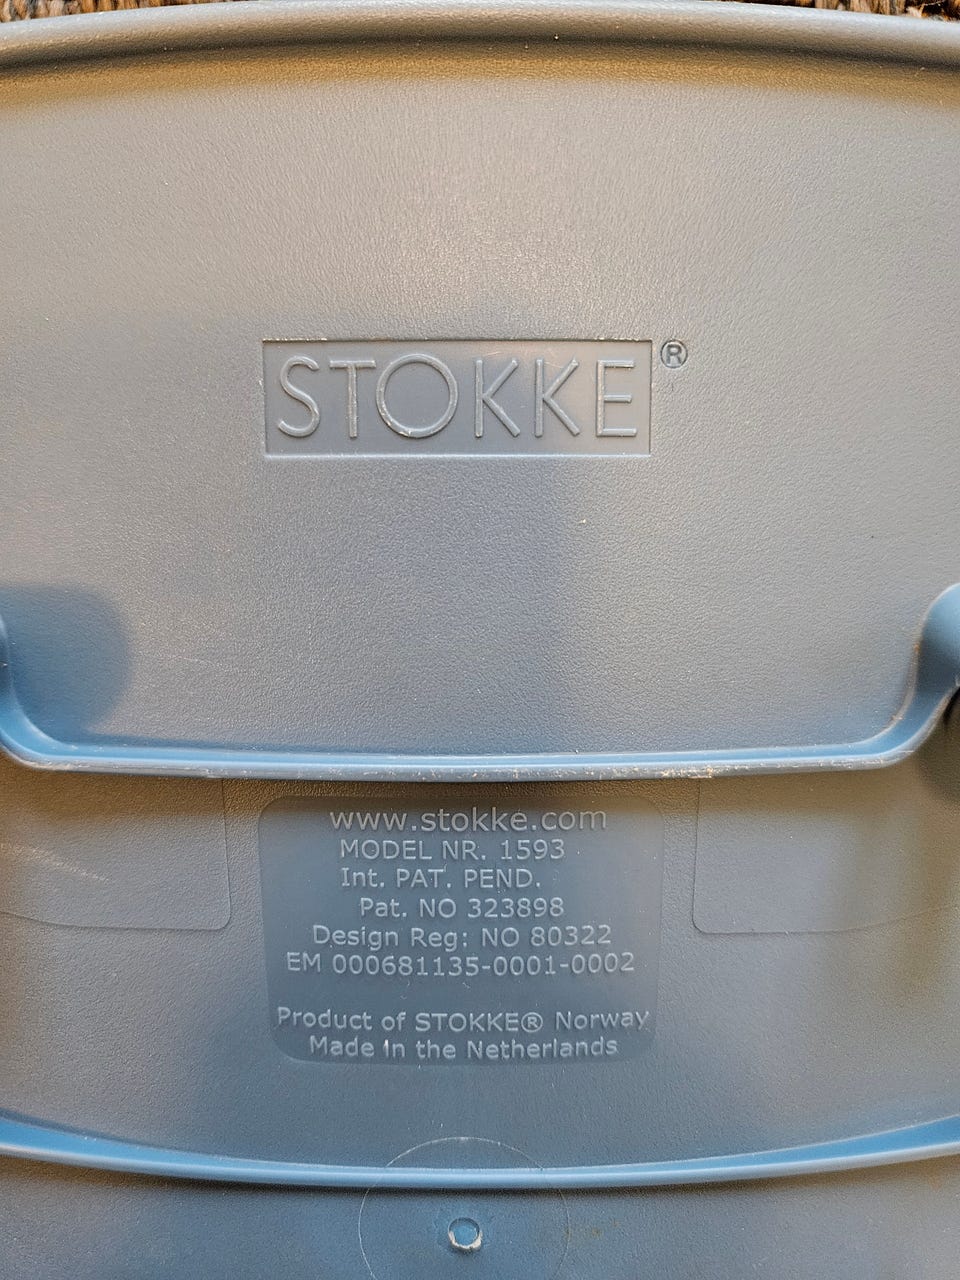 STOKKE®
www.stokke.com
MODEL NR. 1593
Int. PAT. PEND.
Pat. NO 323898
Design Reg: NO 80322
EM 000681135-0001-0002
Product of STOKKE® Norway
Made in the Netherlands